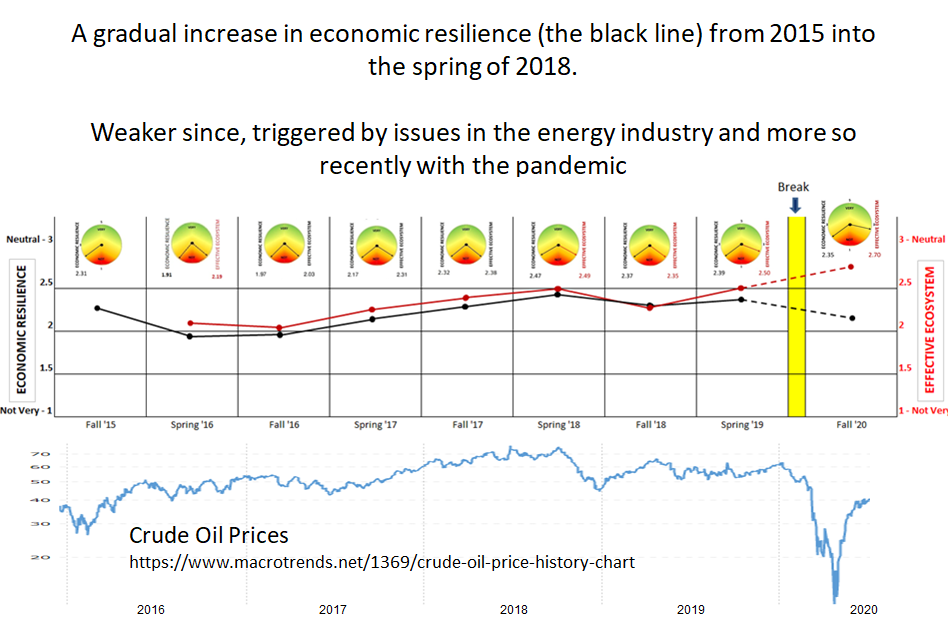 A gradual increase in economic resilience (the black line) from 2015 into
the spring of 2018.
Weaker since, triggered by issues in the energy industry and more so
recently with the pandemic
Break
ECONOMIC RESILIENCE
EFFECTIVE ECOSYSTEM
2.31
1.91 2.19
1.97 2.03
2.17 2.31
2.32 2.38
2.47 2.49
2.37 2.35
2.39 2.50
2.35 2.70
Neutral - 3
2.5
2
1.5
Not Very - 1
ECONOMIC RESILIENCE
3 - Neutral
2.5
2
1.5
1 - Not Very
EFFECTIVE ECOSYSTEM
Fall '15 Spring '16 Fall '16 Spring '17 Fall '17 Spring '18 Fall '18 Spring '19 Fall '20
70
60
50
40
30
20
Crude Oil Prices
https://www.macrotrends.net/1369/crude-oil-price-history-chart
2016 2017 2018 2019 2020